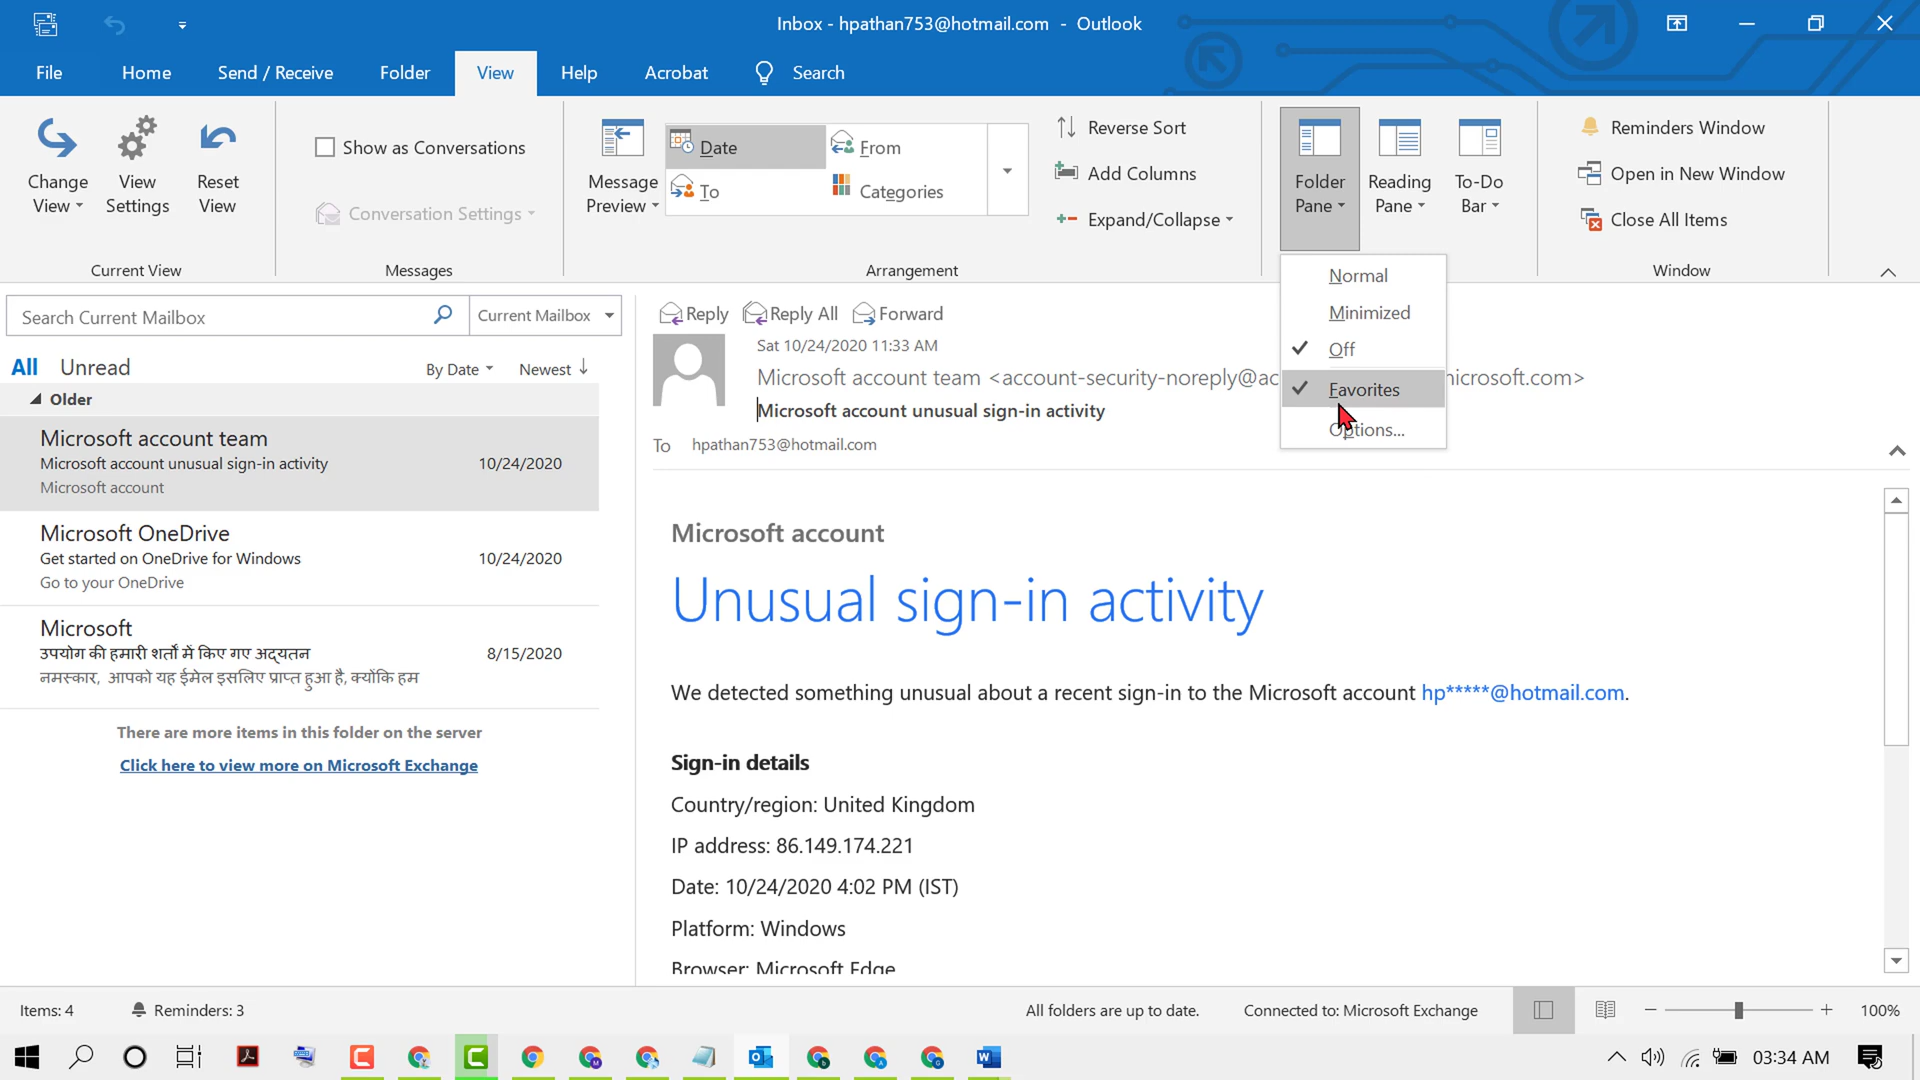 Inbox - hpathan753@hotmail.com - Outlook
File Home Send / Receive Folder View Help Acrobat Search
Change View
View Settings
Reset View
Current View
Show as Conversations
Conversation Settings
Messages
Message Preview
Date From
To Categories
Reverse Sort
Add Columns
Expand/Collapse
Arrangement
Folder Pane
Reading Pane
To-Do Bar
Reminders Window
Open in New Window
Close All Items
Window
Normal
Minimized
Off
Favorites
Options...
Search Current Mailbox Current Mailbox
All Unread By Date Newest
Older
Microsoft account team
Microsoft account unusual sign-in activity 10/24/2020
Microsoft account
Microsoft OneDrive
Get started on OneDrive for Windows 10/24/2020
Go to your OneDrive
Microsoft
उपयोग की हमारी शर्तों में किए गए अद्यतन 8/15/2020
नमस्कार, आपको यह ईमेल इसलिए प्राप्त हुआ है, क्योंकि हम
There are more items in this folder on the server
Click here to view more on Microsoft Exchange
Reply Reply All Forward
Sat 10/24/2020 11:33 AM
Microsoft account team <account-security-noreply@ac icrosoft.com>
Microsoft account unusual sign-in activity
To hpathan753@hotmail.com
Microsoft account
Unusual sign-in activity
We detected something unusual about a recent sign-in to the Microsoft account hp*****@hotmail.com.
Sign-in details
Country/region: United Kingdom
IP address: 86.149.174.221
Date: 10/24/2020 4:02 PM (IST)
Platform: Windows
Browser: Microsoft Edge
Items: 4 Reminders: 3 All folders are up to date. Connected to: Microsoft Exchange 100%
03:34 AM